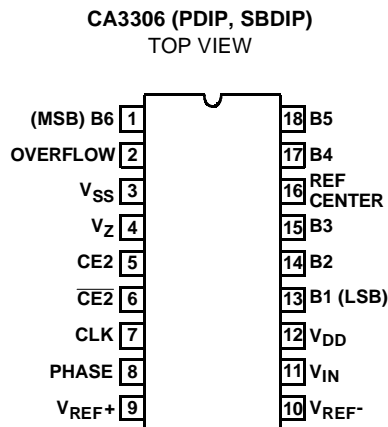 CA3306 (PDIP, SBDIP)
TOP VIEW
(MSB) B6 1
OVERFLOW 2
VSS 3
VZ 4
CE2 5
CE2 6
CLK 7
PHASE 8
VREF+ 9
18 B5
17 B4
16 REF
CENTER
15 B3
14 B2
13 B1 (LSB)
12 VDD
11 VIN
10 VREF-